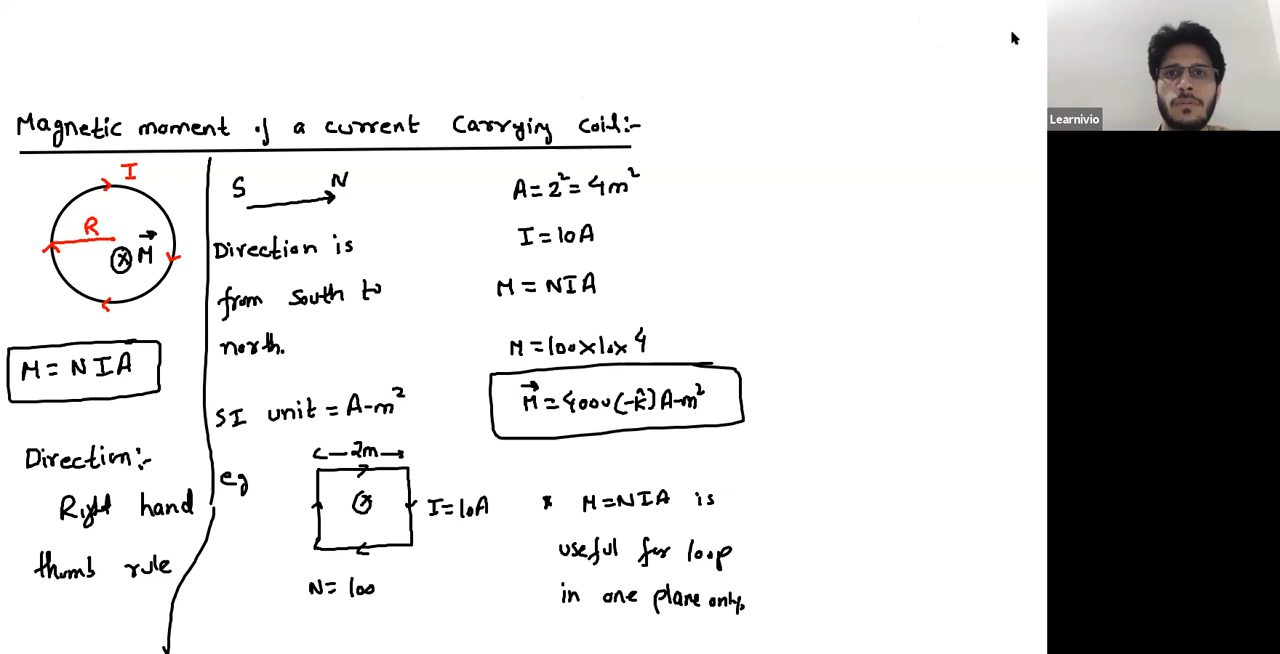 Magnetic moment of a current Carrying Coil:-
I
R
⊗ M⃗
M = N I A
Direction:-
Right hand
thumb rule
S N
Direction is
from south to
north.
SI unit = A-m²
eg
2m
⊗
I = 10A
N = 100
A = 2² = 4m²
I = 10A
M = NIA
M = 100×10×4
M⃗ = 4000(-k̂) A-m²
* M = NIA is
useful for loop
in one plane only.
Learnivio